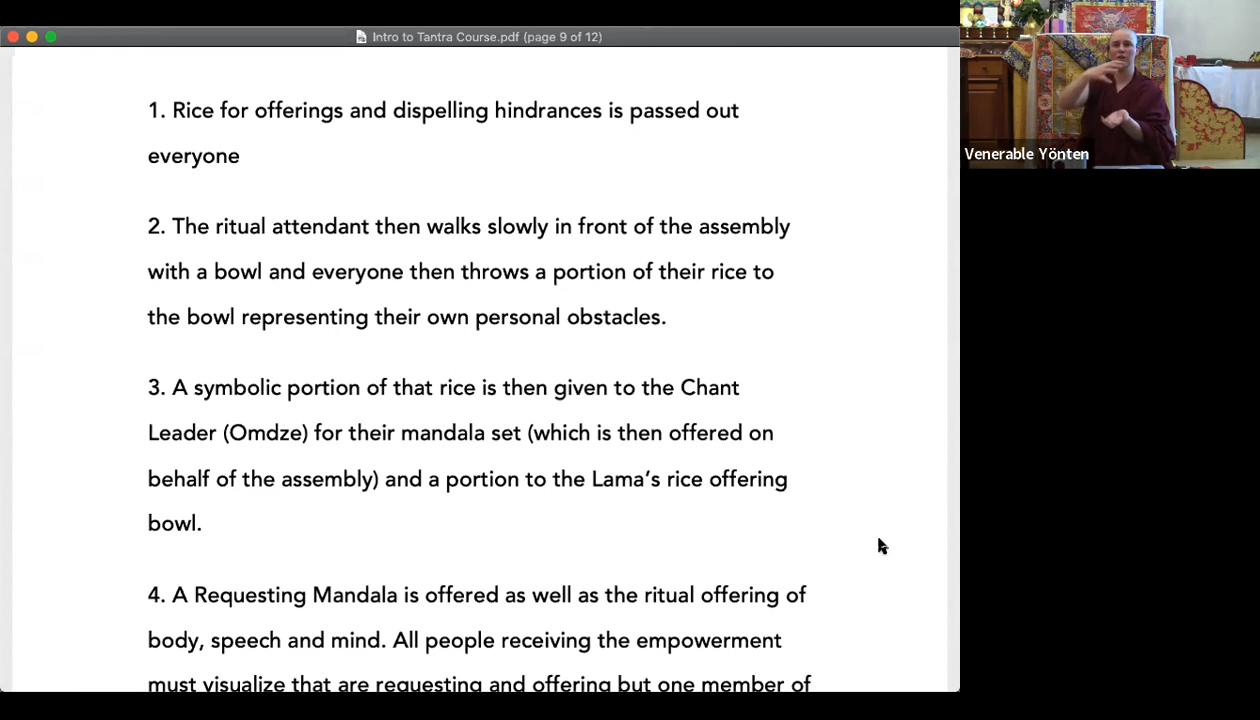 Intro to Tantra Course.pdf (page 9 of 12)
1. Rice for offerings and dispelling hindrances is passed out
everyone
2. The ritual attendant then walks slowly in front of the assembly
with a bowl and everyone then throws a portion of their rice to
the bowl representing their own personal obstacles.
3. A symbolic portion of that rice is then given to the Chant
Leader (Omdze) for their mandala set (which is then offered on
behalf of the assembly) and a portion to the Lama’s rice offering
bowl.
4. A Requesting Mandala is offered as well as the ritual offering of
body, speech and mind. All people receiving the empowerment
must visualize that are requesting and offering but one member of
Venerable Yönten